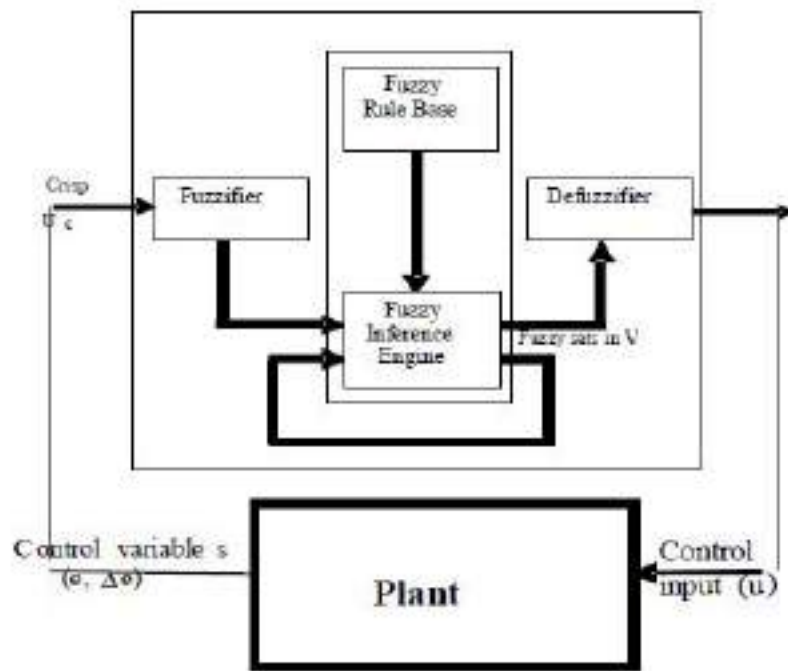 Fuzzy
Rule Base
Crisp
Fuzzifier
Defuzzifier
Fuzzy
Inference
Engine
Fuzzy sets in V
Control variable s
(e, Δe)
Plant
Control
input (u)